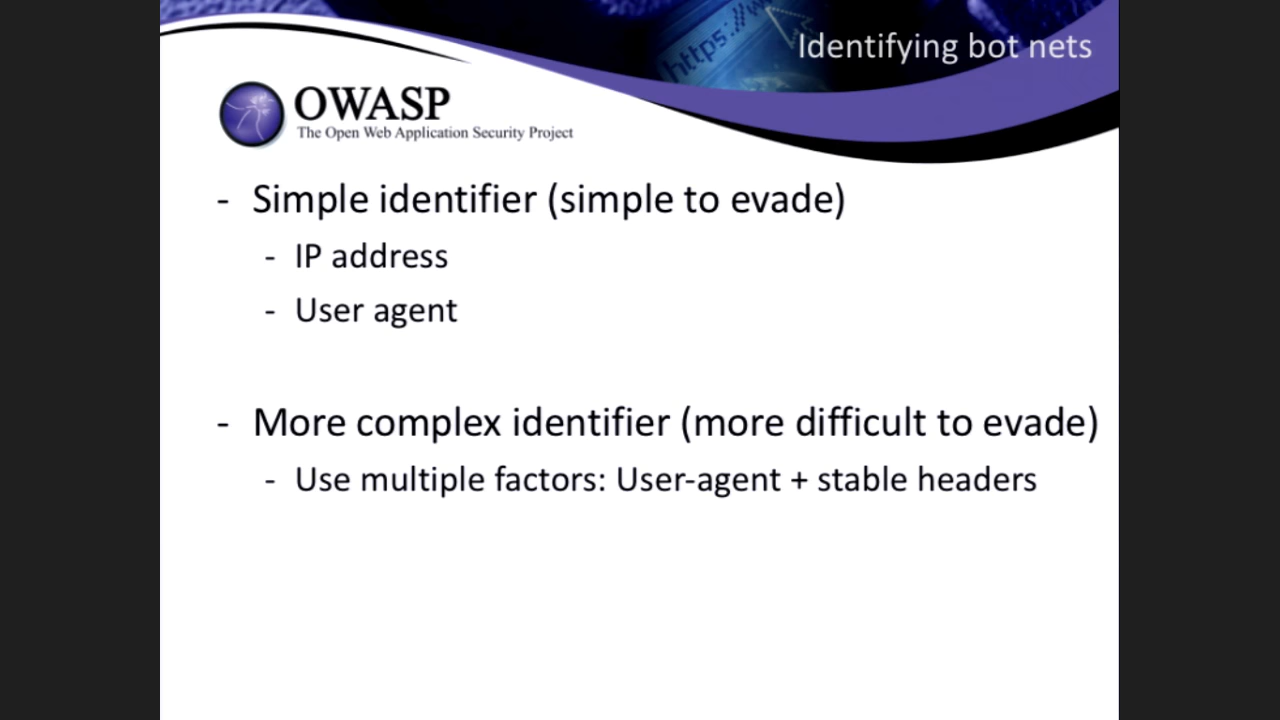 https://w
Identifying bot nets
OWASP
The Open Web Application Security Project
- Simple identifier (simple to evade)
- IP address
- User agent
- More complex identifier (more difficult to evade)
- Use multiple factors: User-agent + stable headers